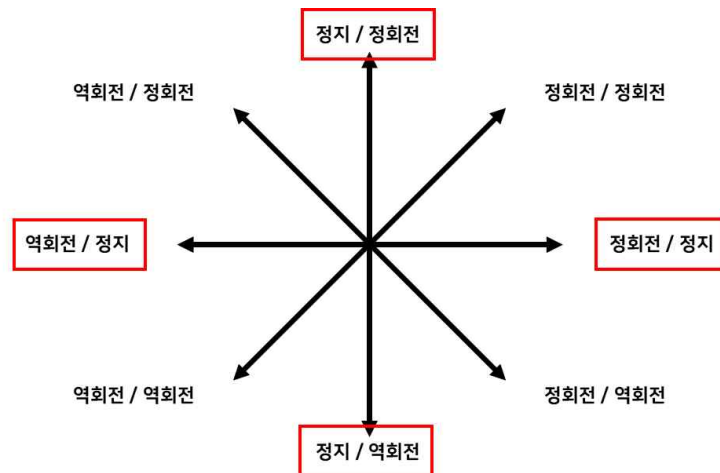 정지 / 정회전
역회전 / 정회전
정회전 / 정회전
역회전 / 정지
정회전 / 정지
역회전 / 역회전
정회전 / 역회전
정지 / 역회전